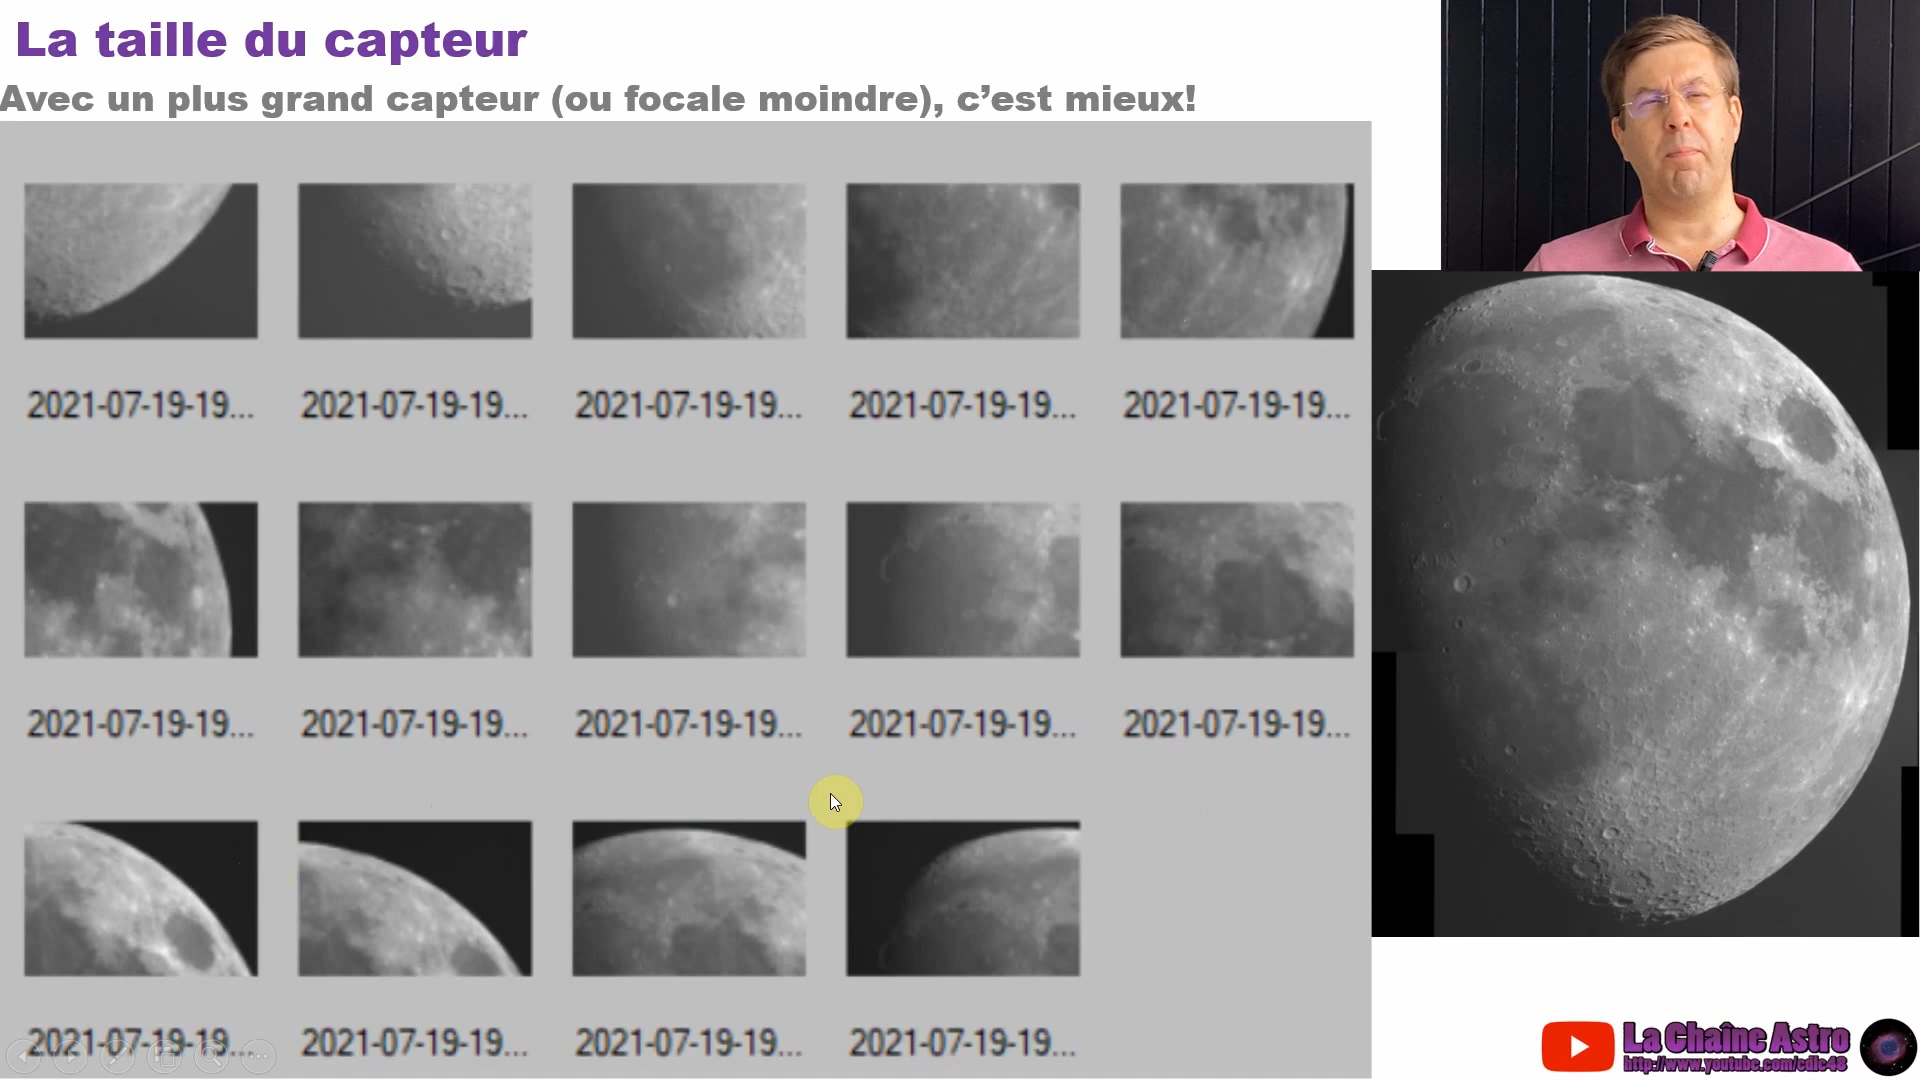 La taille du capteur
Avec un plus grand capteur (ou focale moindre), c'est mieux!
2021-07-19-19... 2021-07-19-19... 2021-07-19-19... 2021-07-19-19... 2021-07-19-19...
2021-07-19-19... 2021-07-19-19... 2021-07-19-19... 2021-07-19-19... 2021-07-19-19...
2021-07-19-19... 2021-07-19-19... 2021-07-19-19... 2021-07-19-19...
La Chaîne Astro
http://www.youtube.com/cdlc48